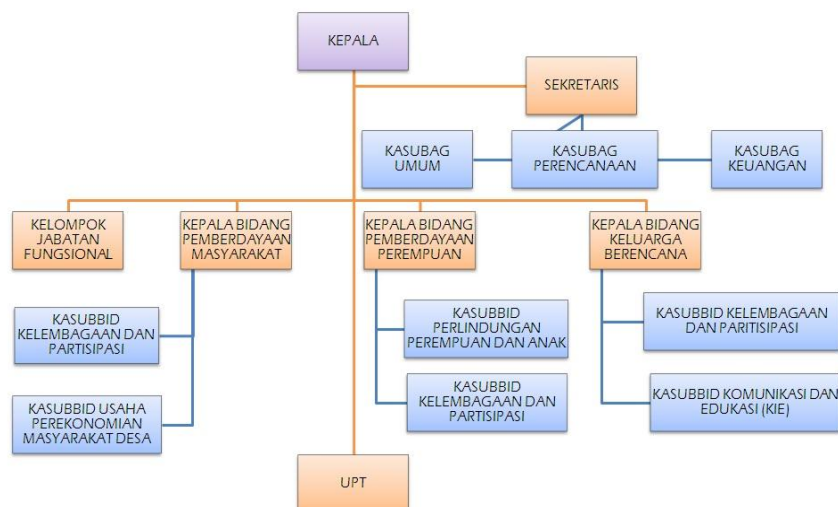 KEPALA
SEKRETARIS
KASUBAG
UMUM
KASUBAG
PERENCANAAN
KASUBAG
KEUANGAN
KELOMPOK
JABATAN
FUNGSIONAL
KEPALA BIDANG
PEMBERDAYAAN
MASYARAKAT
KEPALA BIDANG
PEMBERDAYAAN
PEREMPUAN
KEPALA BIDANG
KELUARGA
BERENCANA
KASUBBID
KELEMBAGAAN DAN
PARTISIPASI
KASUBBID USAHA
PEREKONOMIAN
MASYARAKAT DESA
KASUBBID
PERLINDUNGAN
PEREMPUAN DAN ANAK
KASUBBID
KELEMBAGAAN DAN
PARTISIPASI
KASUBBID KELEMBAGAAN
DAN PARITISIPASI
KASUBBID KOMUNIKASI DAN
EDUKASI (KIE)
UPT